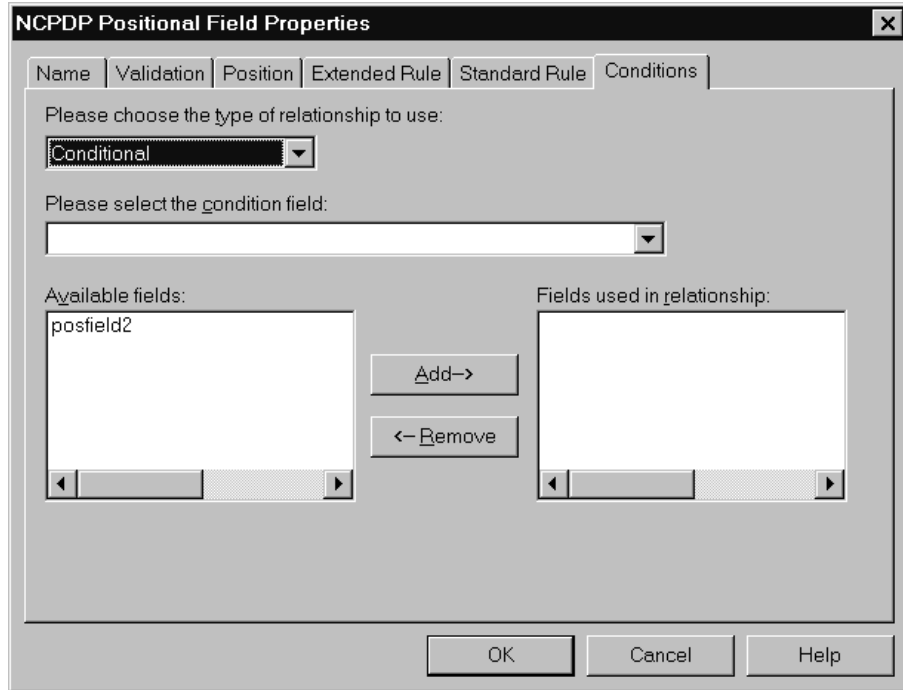 NCPDP Positional Field Properties
Name Validation Position Extended Rule Standard Rule Conditions
Please choose the type of relationship to use:
Conditional
Please select the condition field:
Available fields: Fields used in relationship:
posfield2
Add-->
<-- Remove
OK Cancel Help